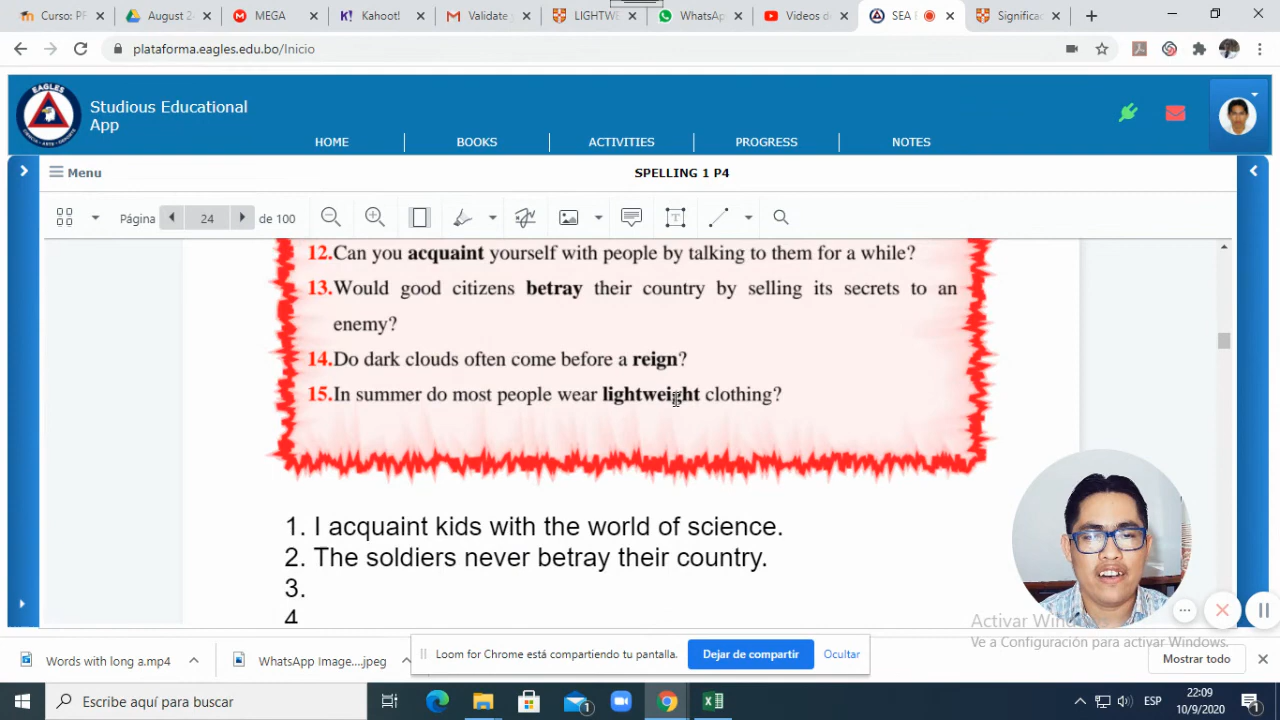 Curso: PF
August 24
MEGA
Kahoo
Validate y
LIGHTWE
WhatsAp
Videos d
SEA
Significa
plataforma.eagles.edu.bo/Inicio
EAGLES
Studious Educational
App
HOME
BOOKS
ACTIVITIES
PROGRESS
NOTES
Menu
SPELLING 1 P4
Página 24 de 100
12.Can you acquaint yourself with people by talking to them for a while?
13.Would good citizens betray their country by selling its secrets to an
enemy?
14.Do dark clouds often come before a reign?
15.In summer do most people wear lightweight clothing?
1. I acquaint kids with the world of science.
2. The soldiers never betray their country.
3.
4
Activar Win
Ve a Configuración para activar Windows.
Words with long a.mp4
WhatsApp Image....jpeg
Loom for Chrome está compartiendo tu pantalla.
Dejar de compartir
Ocultar
Mostrar todo
Escribe aquí para buscar
1
ESP
22:09
10/9/2020
1